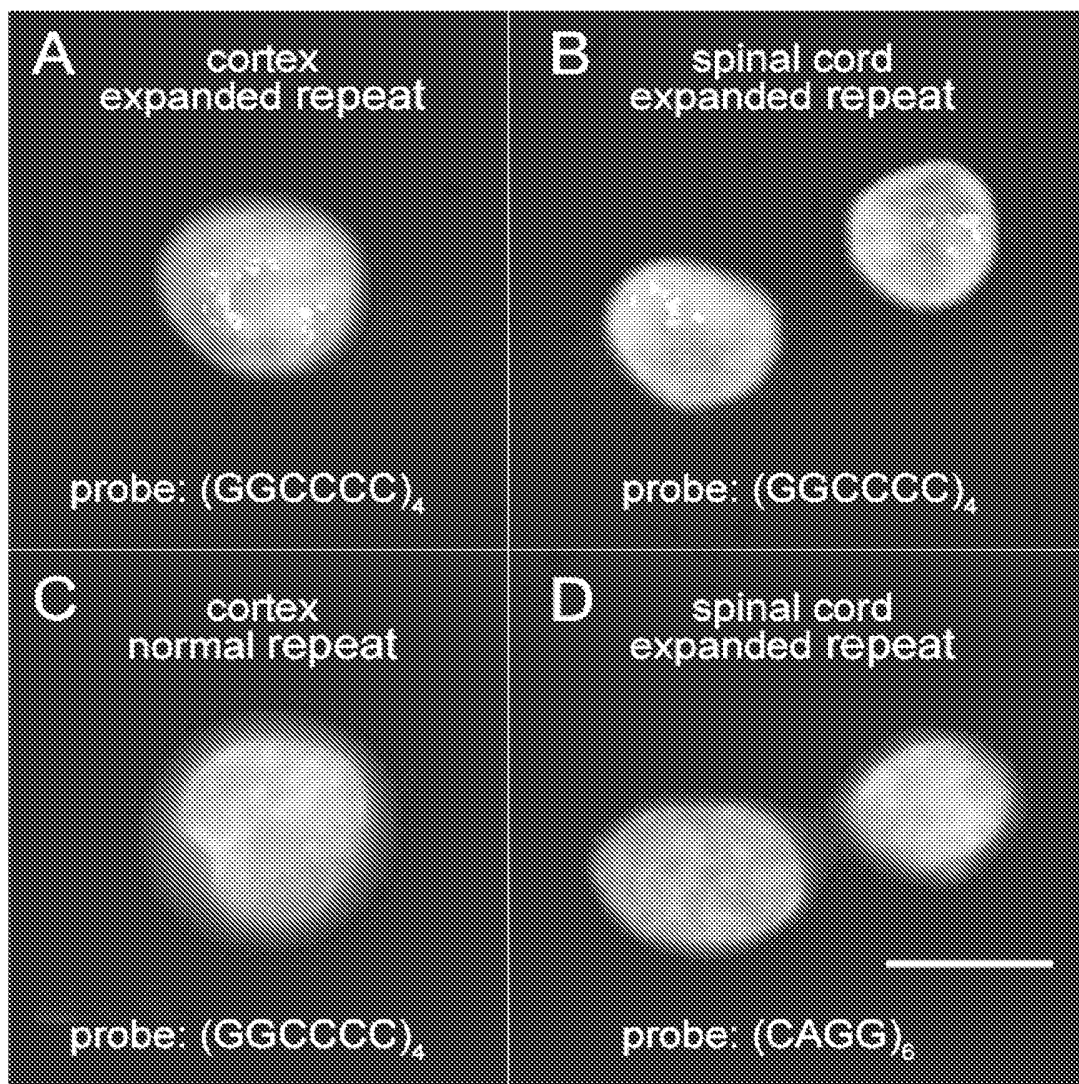 A
cortex
expanded repeat
probe: (GGCCCC)₄
B
spinal cord
expanded repeat
probe: (GGCCCC)₄
C
cortex
normal repeat
probe: (GGCCCC)₄
D
spinal cord
expanded repeat
probe: (CAGG)₆